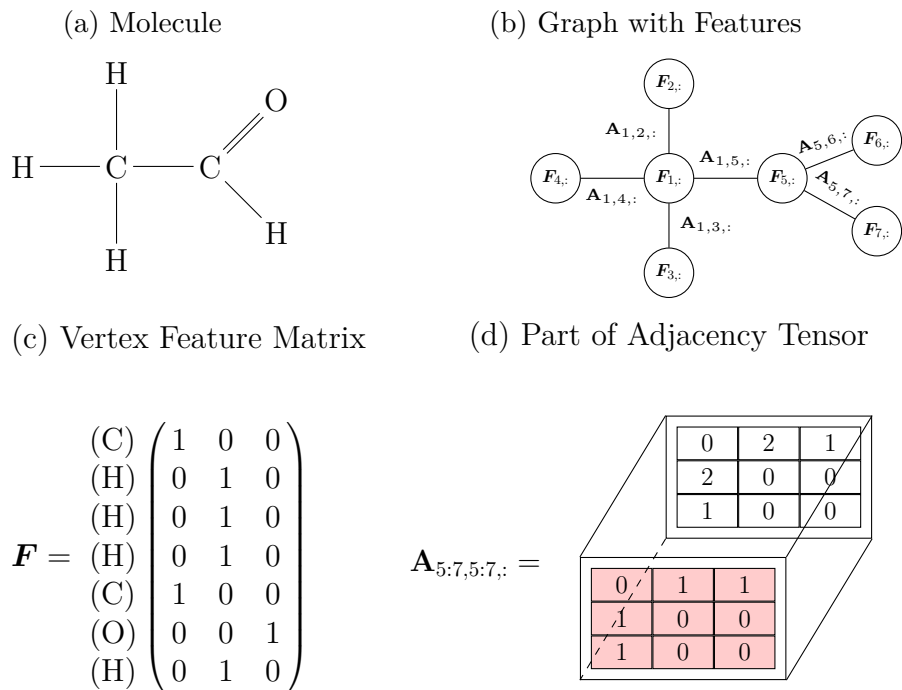 (a) Molecule
H
O
H C C
H
H
(b) Graph with Features
F2,:
A1,2,:
F4,: F1,: A1,5,: F5,: A5,6,: F6,:
A1,4,: A5,7,:
A1,3,: F7,:
F3,:
(c) Vertex Feature Matrix
(C) 1 0 0
(H) 0 1 0
(H) 0 1 0
F = (H) 0 1 0
(C) 1 0 0
(O) 0 0 1
(H) 0 1 0
(d) Part of Adjacency Tensor
0 2 1
2 0 0
1 0 0
A5:7,5:7,: =
0 1 1
1 0 0
1 0 0